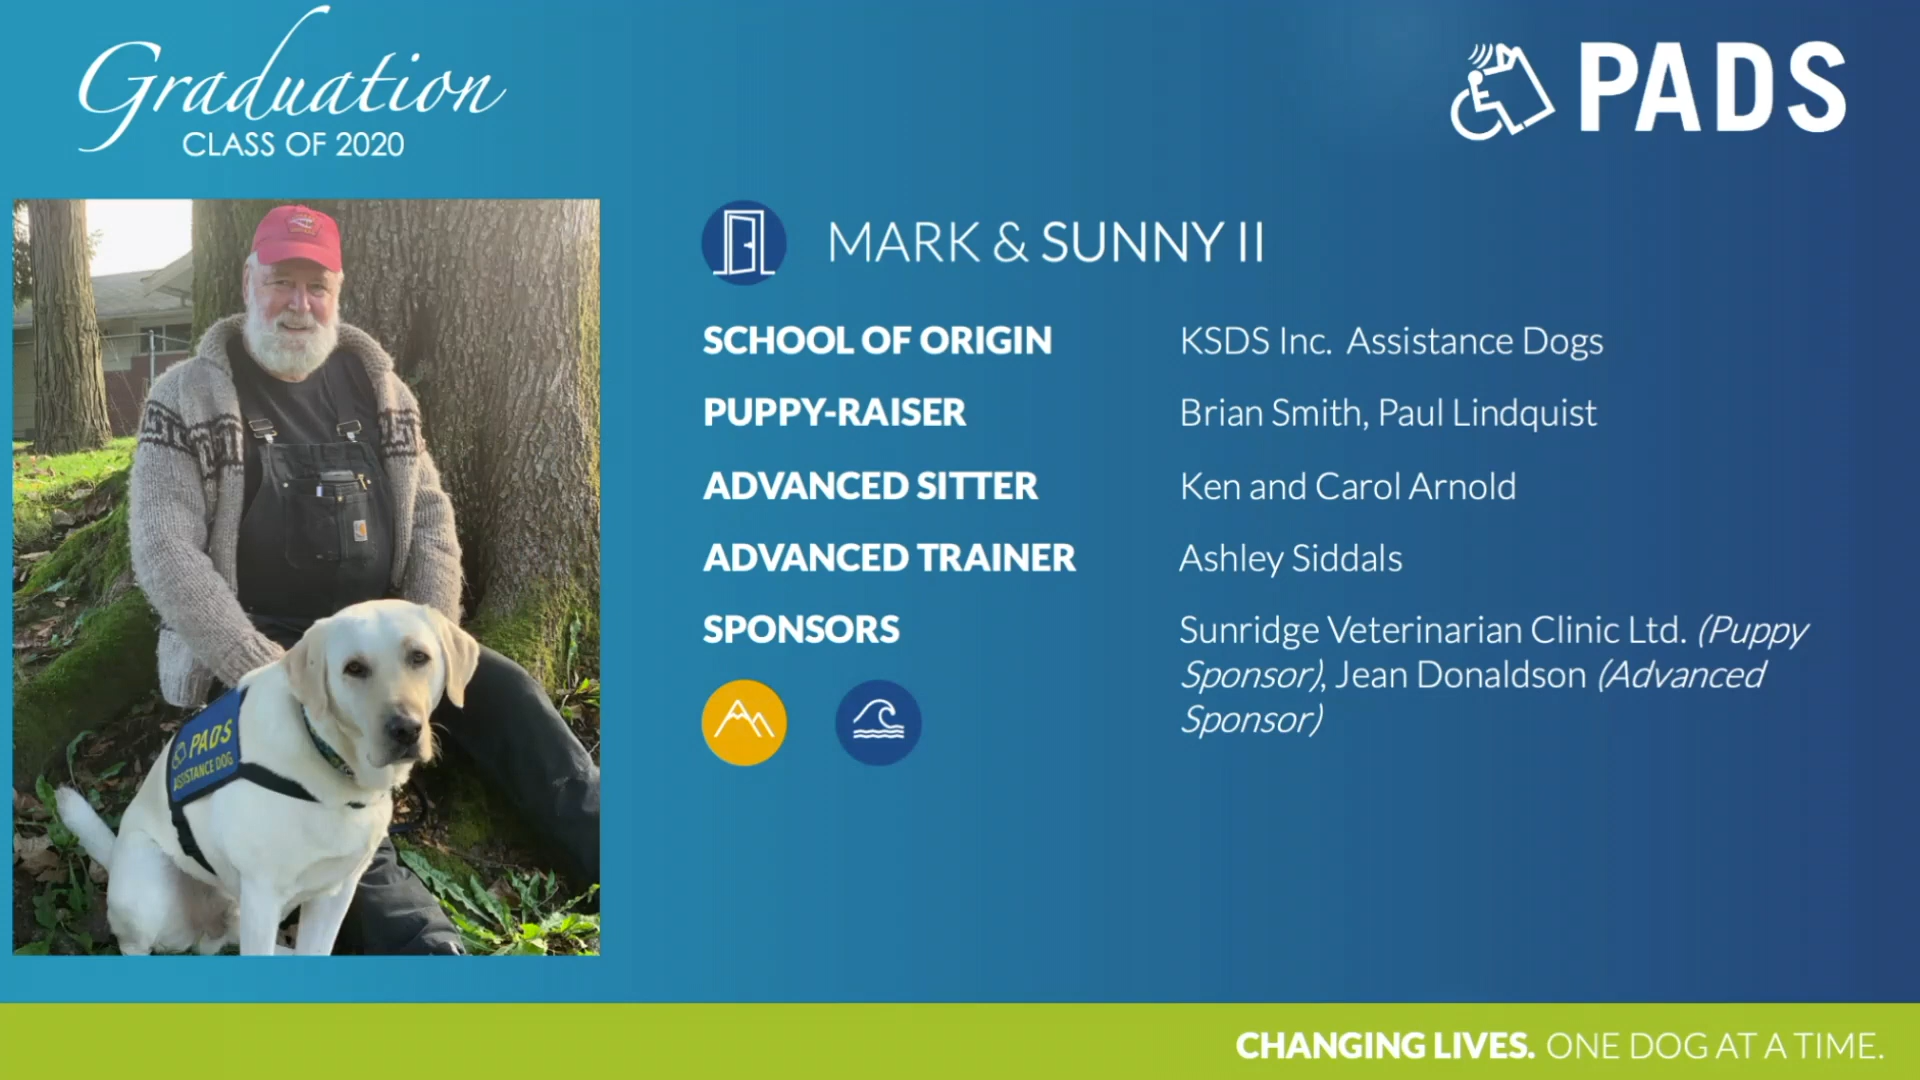 Graduation
CLASS OF 2020
PADS
MARK & SUNNY II
SCHOOL OF ORIGIN KSDS Inc. Assistance Dogs
PUPPY-RAISER Brian Smith, Paul Lindquist
ADVANCED SITTER Ken and Carol Arnold
ADVANCED TRAINER Ashley Siddals
SPONSORS Sunridge Veterinarian Clinic Ltd. (Puppy
Sponsor), Jean Donaldson (Advanced
Sponsor)
PADS
ASSISTANCE DOG
CHANGING LIVES. ONE DOG AT A TIME.